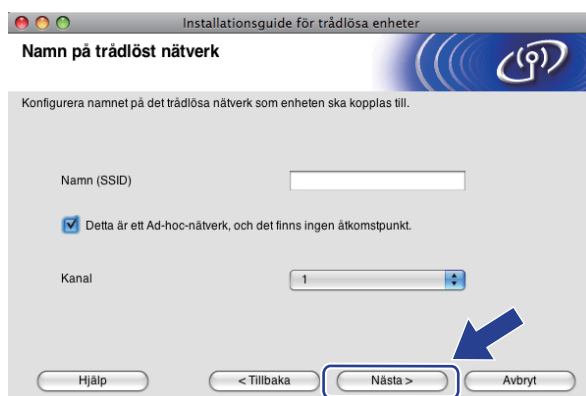 Installationsguide för trådlösa enheter
Namn på trådlöst nätverk
Konfigurera namnet på det trådlösa nätverk som enheten ska kopplas till.
Namn (SSID)
Detta är ett Ad-hoc-nätverk, och det finns ingen åtkomstpunkt.
Kanal 1
Hjälp < Tillbaka Nästa > Avbryt